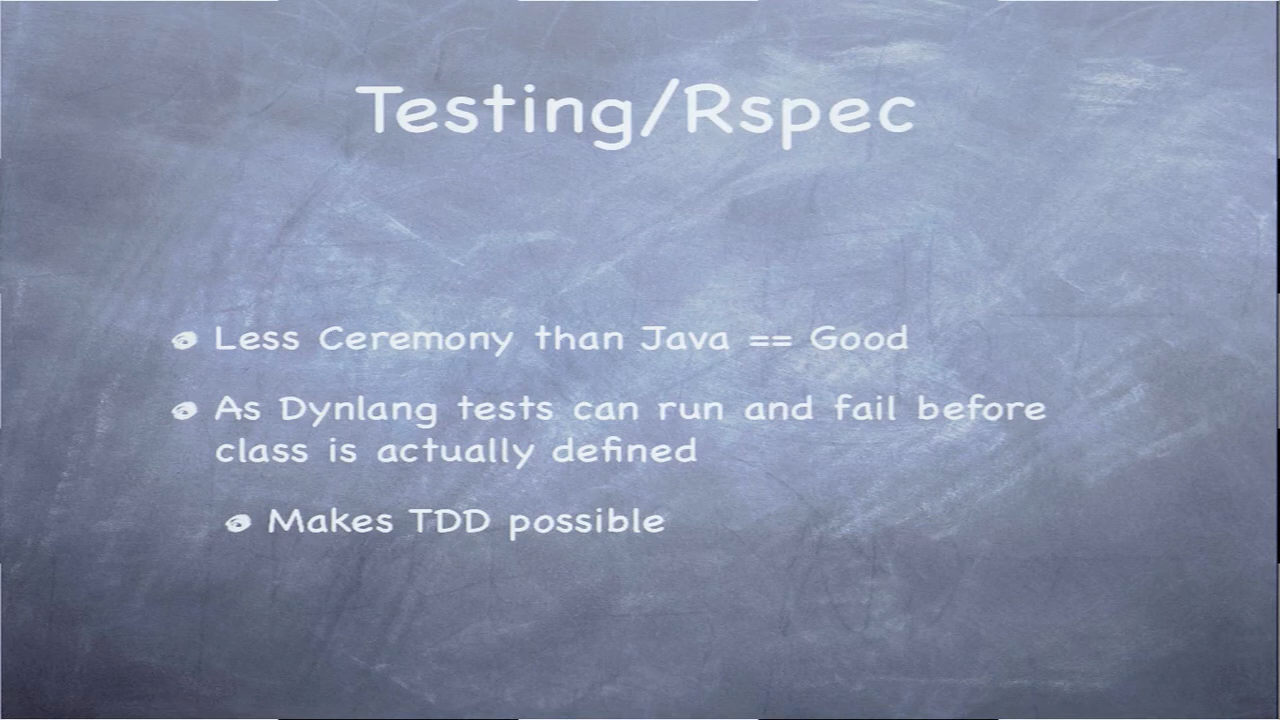 Testing/Rspec
Less Ceremony than Java == Good
As Dynlang tests can run and fail before
class is actually defined
Makes TDD possible